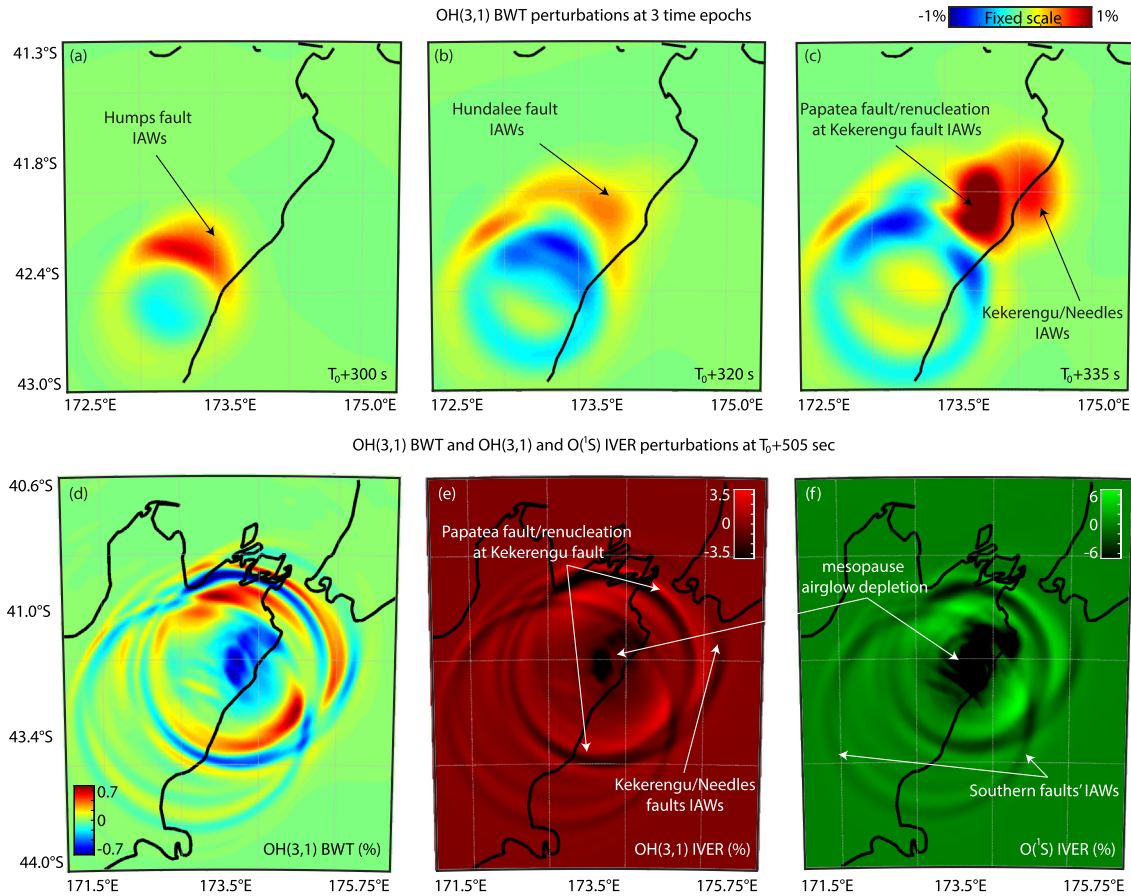 OH(3,1) BWT perturbations at 3 time epochs
-1% Fixed scale 1%
41.3°S
41.8°S
42.4°S
43.0°S
(a)
Humps fault
IAWs
T₀+300 s
172.5°E 173.5°E 175.0°E
(b)
Hundalee fault
IAWs
T₀+320 s
172.5°E 173.5°E 175.0°E
(c)
Papatea fault/renucleation
at Kekerengu fault IAWs
Kekerengu/Needles
IAWs
T₀+335 s
172.5°E 173.5°E 175.0°E
OH(3,1) BWT and OH(3,1) and O(¹S) IVER perturbations at T₀+505 sec
40.6°S
41.0°S
43.4°S
44.0°S
(d)
0.7
0
-0.7
OH(3,1) BWT (%)
171.5°E 173.5°E 175.75°E
(e)
3.5
0
-3.5
Papatea fault/renucleation
at Kekerengu fault
Kekerengu/Needles
faults IAWs
OH(3,1) IVER (%)
171.5°E 173.5°E 175.75°E
(f)
6
0
-6
mesopause
airglow depletion
Southern faults' IAWs
O(¹S) IVER (%)
171.5°E 173.5°E 175.75°E